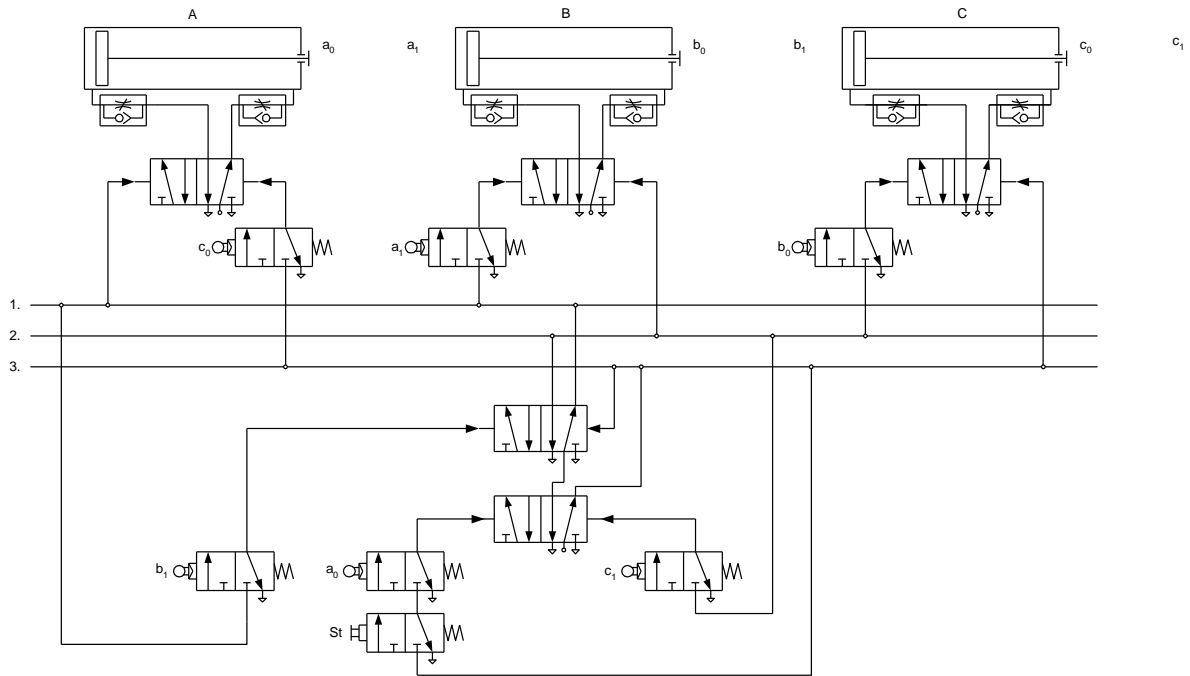 A B C
a₀ a₁ b₀ b₁ c₀ c₁
c₀ a₁ b₀
1.
2.
3.
b₁ a₀ c₁
St